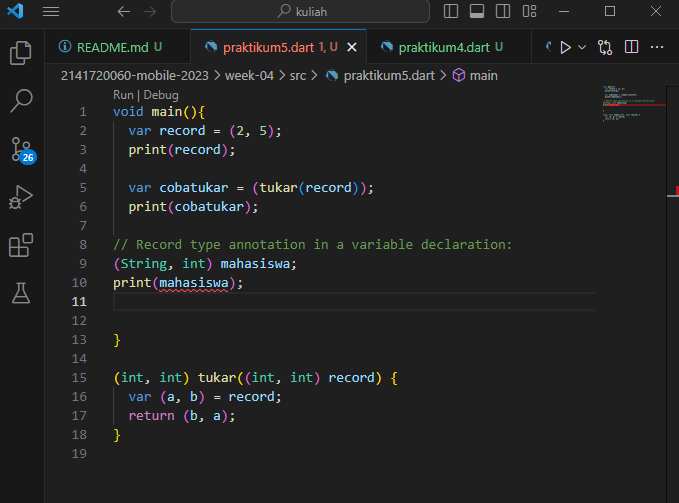 kuliah
README.md U
praktikum5.dart 1, U
praktikum4.dart U
2141720060-mobile-2023 > week-04 > src > praktikum5.dart > main
Run | Debug
1 void main(){
2 var record = (2, 5);
3 print(record);
4
5 var cobatukar = (tukar(record));
6 print(cobatukar);
7
8 // Record type annotation in a variable declaration:
9 (String, int) mahasiswa;
10 print(mahasiswa);
11
12
13 }
14
15 (int, int) tukar((int, int) record) {
16 var (a, b) = record;
17 return (b, a);
18 }
19
26